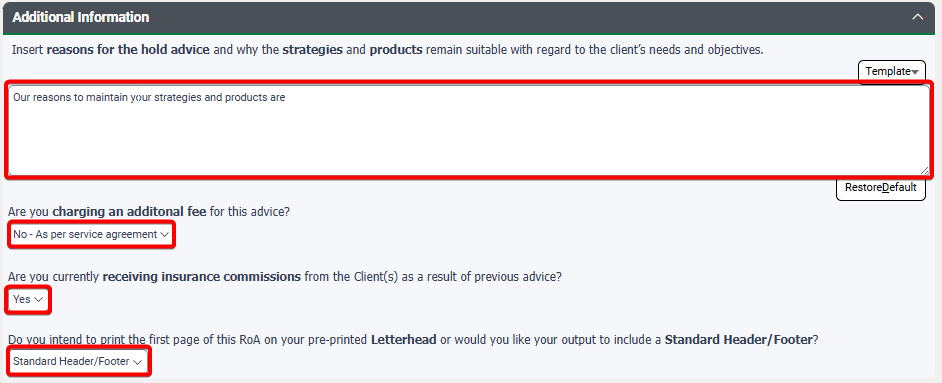 Additional Information
Insert reasons for the hold advice and why the strategies and products remain suitable with regard to the client's needs and objectives.
Template
Our reasons to maintain your strategies and products are
RestoreDefault
Are you charging an additonal fee for this advice?
No - As per service agreement
Are you currently receiving insurance commissions from the Client(s) as a result of previous advice?
Yes
Do you intend to print the first page of this RoA on your pre-printed Letterhead or would you like your output to include a Standard Header/Footer?
Standard Header/Footer